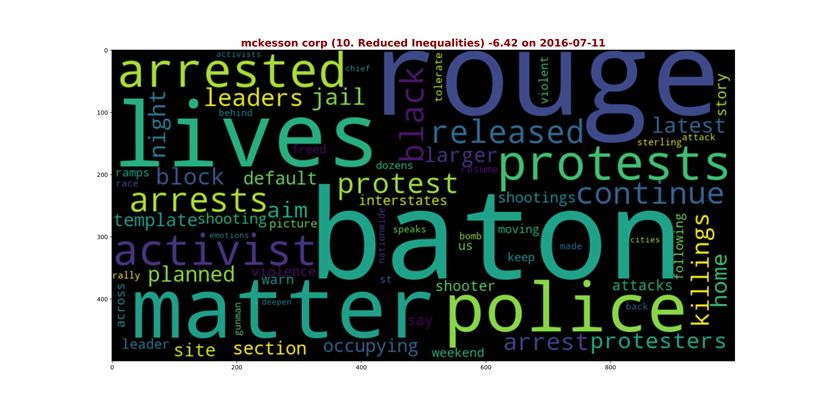 mckesson corp (10. Reduced Inequalities) -6.42 on 2016-07-11
activists
arrested
chief
rouge
tolerate
violent
story
leaders
jail
black
night
behind
lives
freed
released
latest
sterling
attack
larger
resume
dozens
protests
ramps
race
block
default
protest
interstates
shootings
continue
arrests
template
shooting
aim
picture
baton
nationwide
speaks
bomb
us
moving
keep
made
cities
following
killings
home
activist
emotions
rally
planned
violence
warn
st
shooter
attacks
across
matter
deepen
gunman
say
police
back
leader
site
section
occupying
weekend
arrest
protesters
0
100
200
300
400
0
200
400
600
800